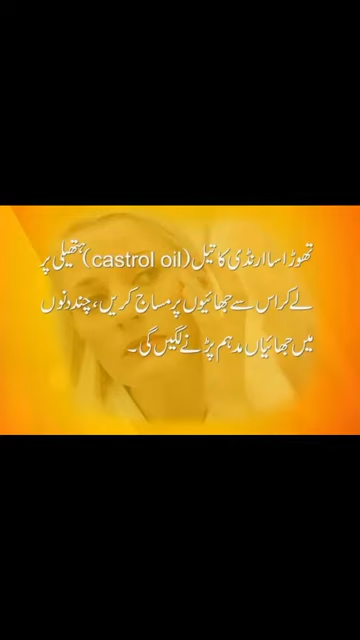 تھوڑا سا ارنڈی کا تیل (castrol oil) ہتھیلی پر
لے کر اس سے جھائیوں پر مساج کریں، چند دنوں
میں جھائیاں مدہم پڑنے لگیں گی۔